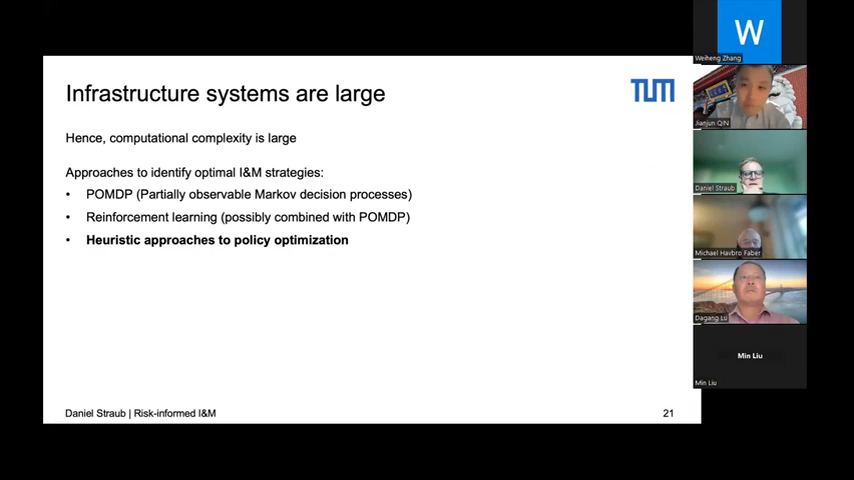 Infrastructure systems are large
TUM
Hence, computational complexity is large
Approaches to identify optimal I&M strategies:
• POMDP (Partially observable Markov decision processes)
• Reinforcement learning (possibly combined with POMDP)
• Heuristic approaches to policy optimization
Daniel Straub | Risk-informed I&M
21
W
Weiheng Zhang
Jianjun QIN
Daniel Straub
Michael Havbro Faber
Dagang Lu
Min Liu
Min Liu